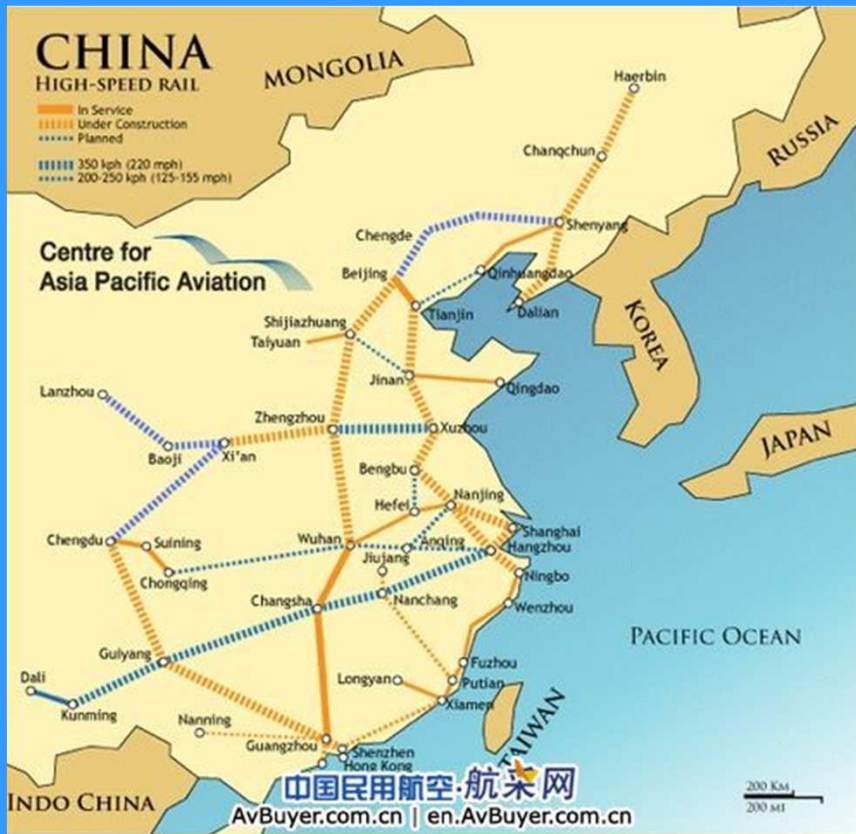 CHINA
HIGH-SPEED RAIL
In Service
Under Construction
Planned
350 kph (220 mph)
200-250 kph (125-155 mph)
MONGOLIA
Haerbin
Chanqchun
RUSSIA
Shenyang
Chengde
Centre for
Asia Pacific Aviation
Beijing
Qinhuangdao
Tianjin
Dalian
KOREA
Shijiazhuang
Taiyuan
Jinan
Qingdao
Lanzhou
Zhengzhou
Xuzhou
JAPAN
Baoji
Xi'an
Bengbu
Nanjing
Hefei
Shanghai
Chengdu
Suining
Wuhan
Anqing
Hangzhou
Jiujang
Chongqing
Ningbo
Changsha
Nanchang
Wenzhou
PACIFIC OCEAN
Guiyang
Fuzhou
Dali
Longyan
Putian
Kunming
Xiamen
Nanning
TAIWAN
Guangzhou
Shenzhen
Hong Kong
INDO CHINA
200 KM
200 MI
中国民用航空·航采网
AvBuyer.com.cn | en.AvBuyer.com.cn